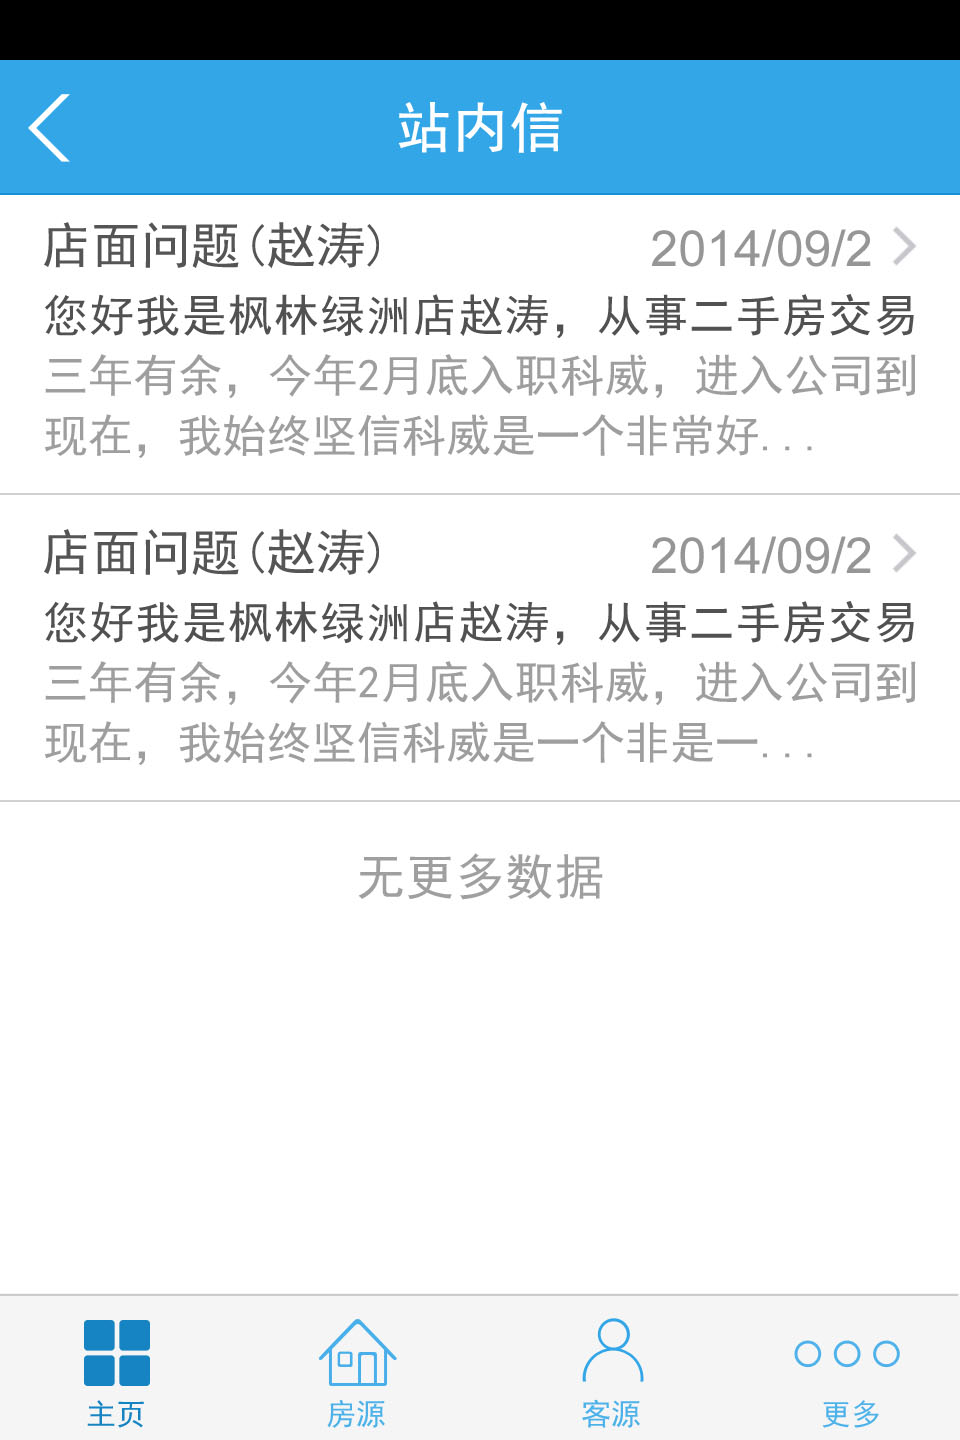 站内信
店面问题(赵涛) 2014/09/2
您好我是枫林绿洲店赵涛，从事二手房交易
三年有余，今年2月底入职科威，进入公司到
现在，我始终坚信科威是一个非常好...
店面问题(赵涛) 2014/09/2
您好我是枫林绿洲店赵涛，从事二手房交易
三年有余，今年2月底入职科威，进入公司到
现在，我始终坚信科威是一个非是一...
无更多数据
主页 房源 客源 更多